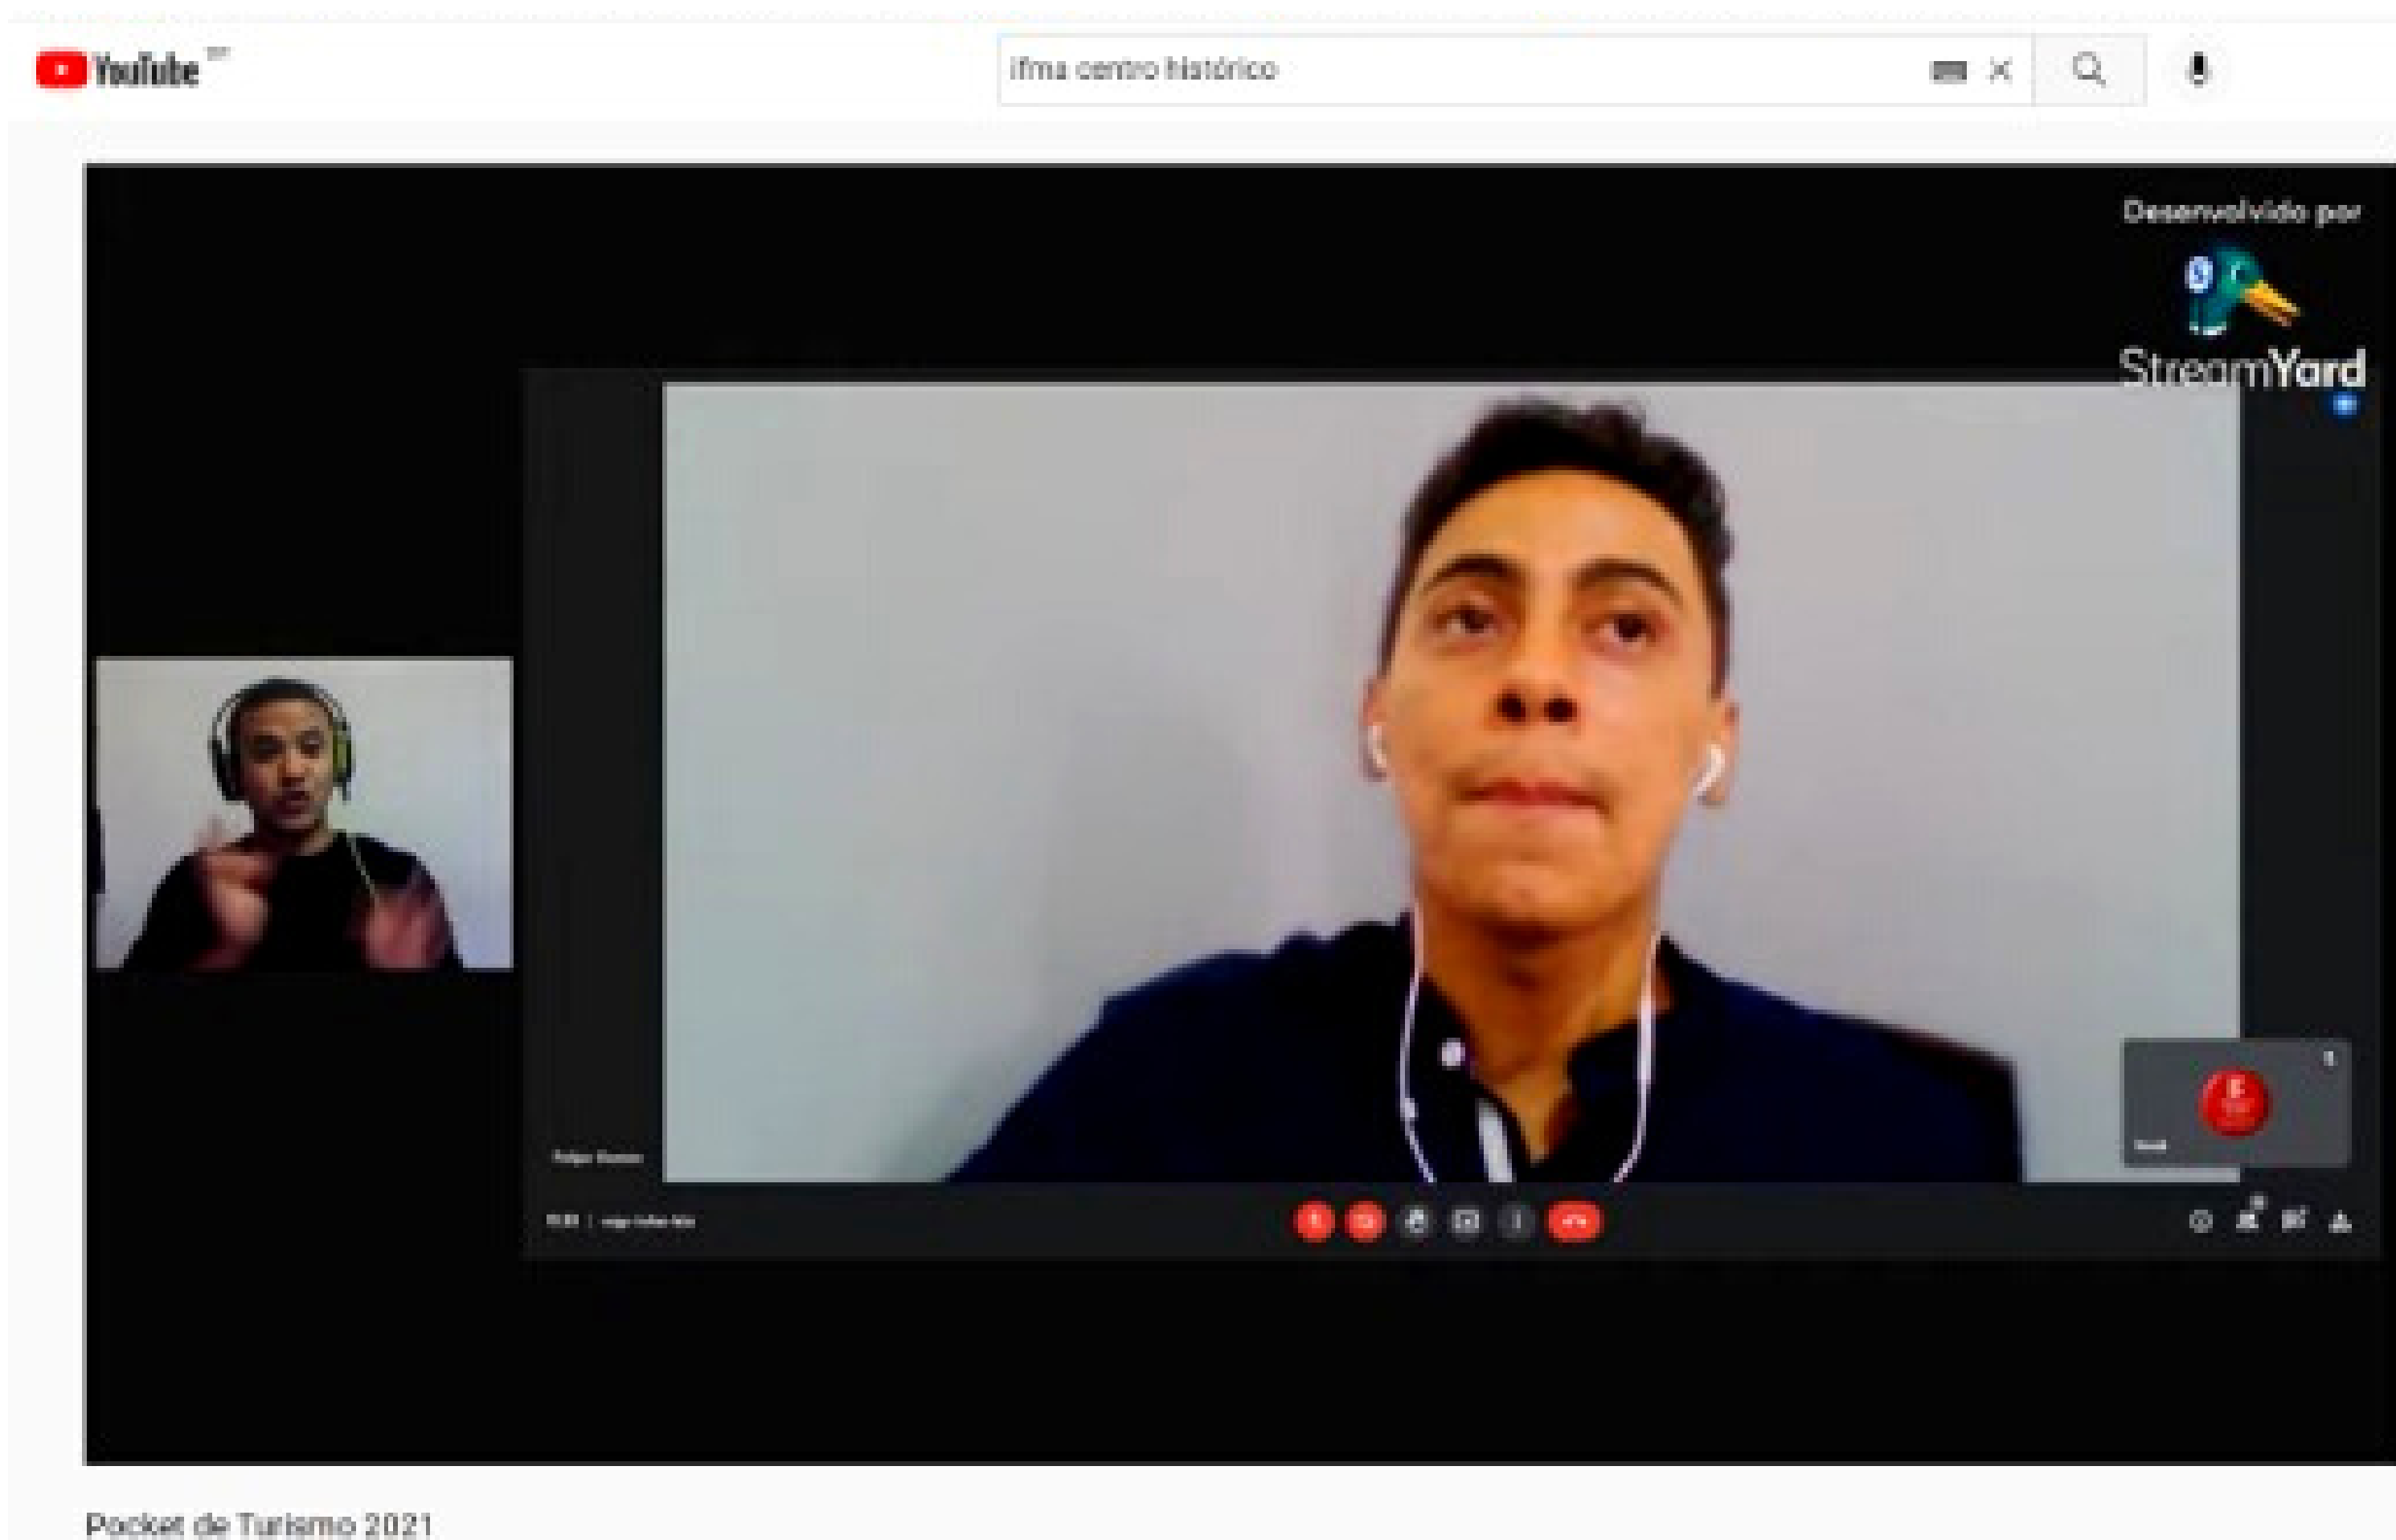 YouTube
ifma centro histórico
Desenvolvido por
StreamYard
Pocket de Turismo 2021